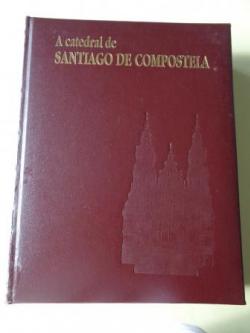 A catedral de
SANTIAGO DE COMPOSTELA